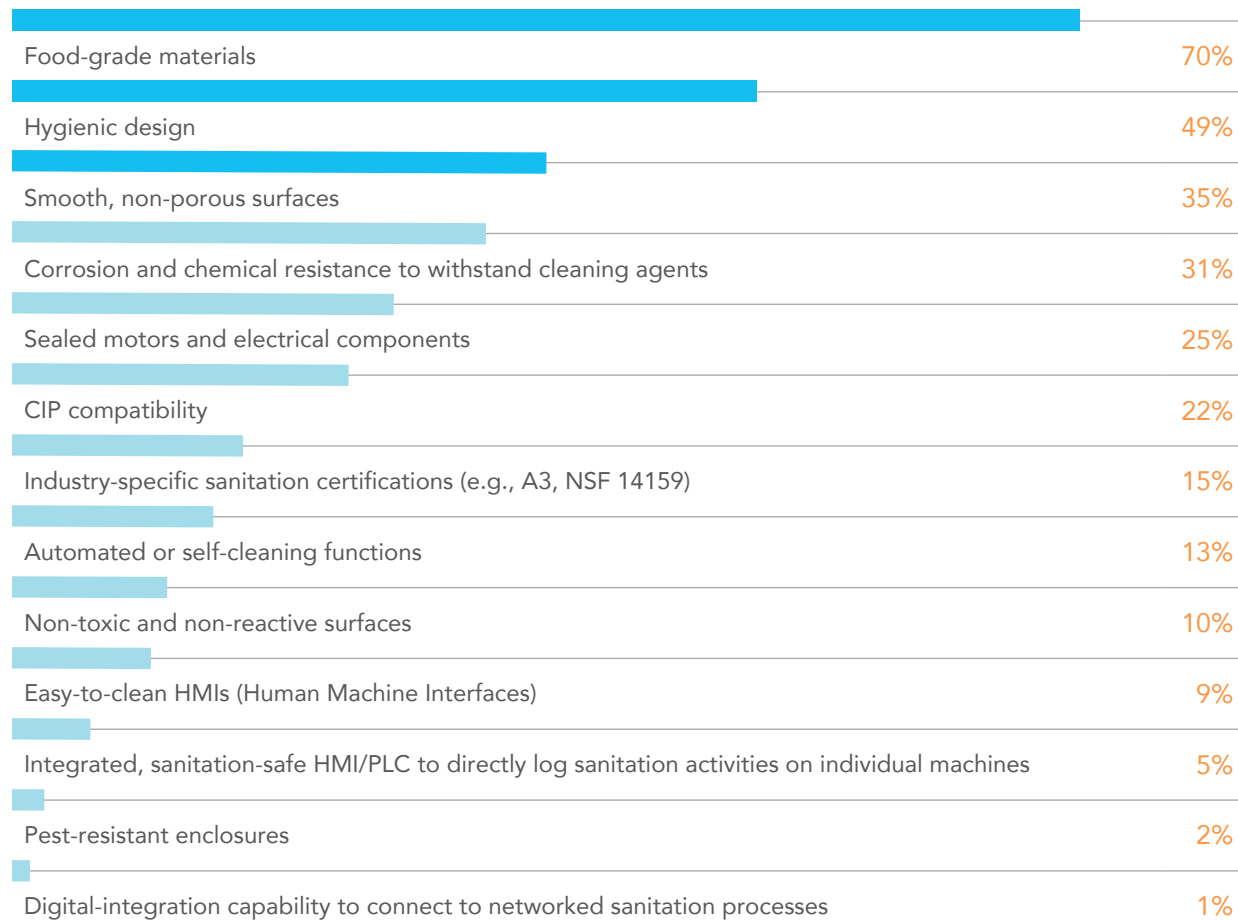 Food-grade materials 70%
Hygienic design 49%
Smooth, non-porous surfaces 35%
Corrosion and chemical resistance to withstand cleaning agents 31%
Sealed motors and electrical components 25%
CIP compatibility 22%
Industry-specific sanitation certifications (e.g., A3, NSF 14159) 15%
Automated or self-cleaning functions 13%
Non-toxic and non-reactive surfaces 10%
Easy-to-clean HMIs (Human Machine Interfaces) 9%
Integrated, sanitation-safe HMI/PLC to directly log sanitation activities on individual machines 5%
Pest-resistant enclosures 2%
Digital-integration capability to connect to networked sanitation processes 1%